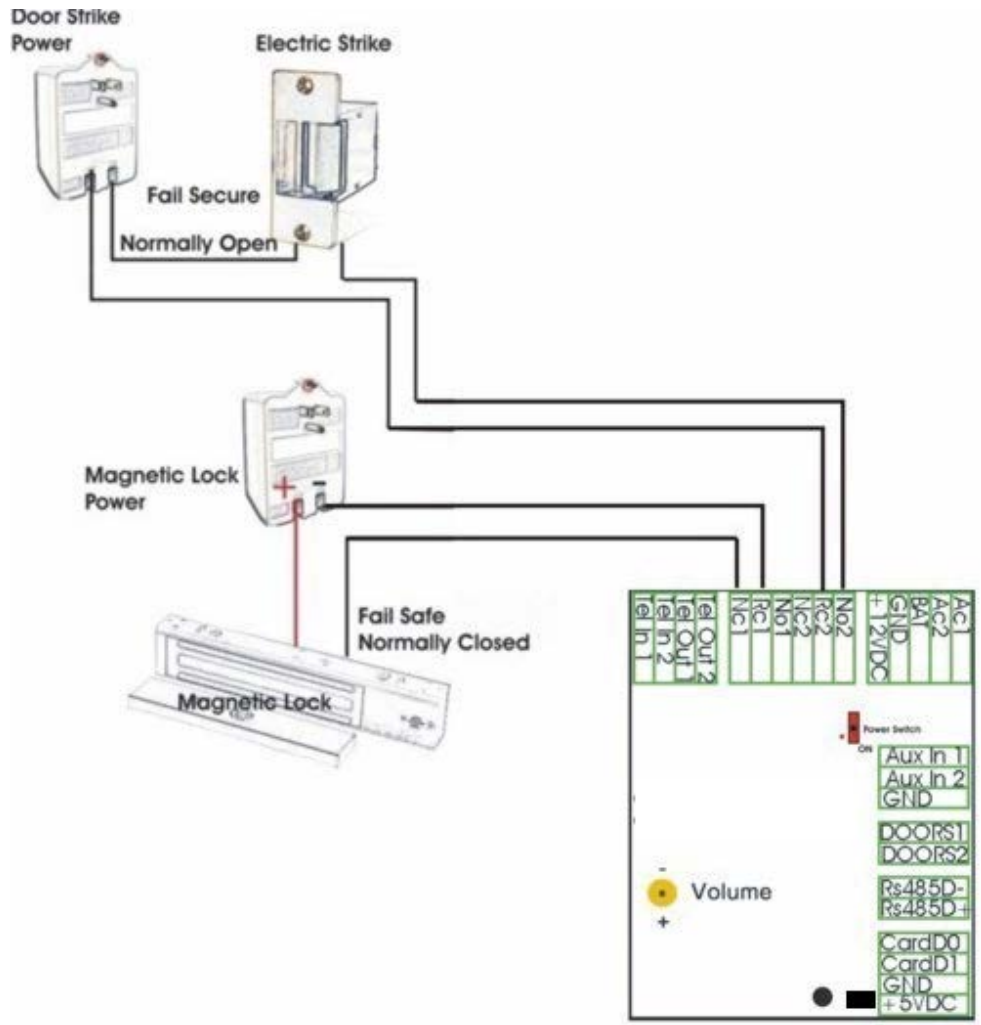 Door Strike
Power
Electric Strike
Fail Secure
Normally Open
Magnetic Lock
Power
+
-
Fail Safe
Normally Closed
Magnetic Lock
Tel In 1
Tel In 2
Tel Out 1
Tel Out 2
Nc1
Rc1
No1
Nc2
Rc2
No2
+12VDC
GND
BAT
Ac2
Ac1
Power Switch
ON
Aux In 1
Aux In 2
GND
DOORS1
DOORS2
Rs485D-
Rs485D+
-
Volume
+
CardD0
CardD1
GND
+5VDC